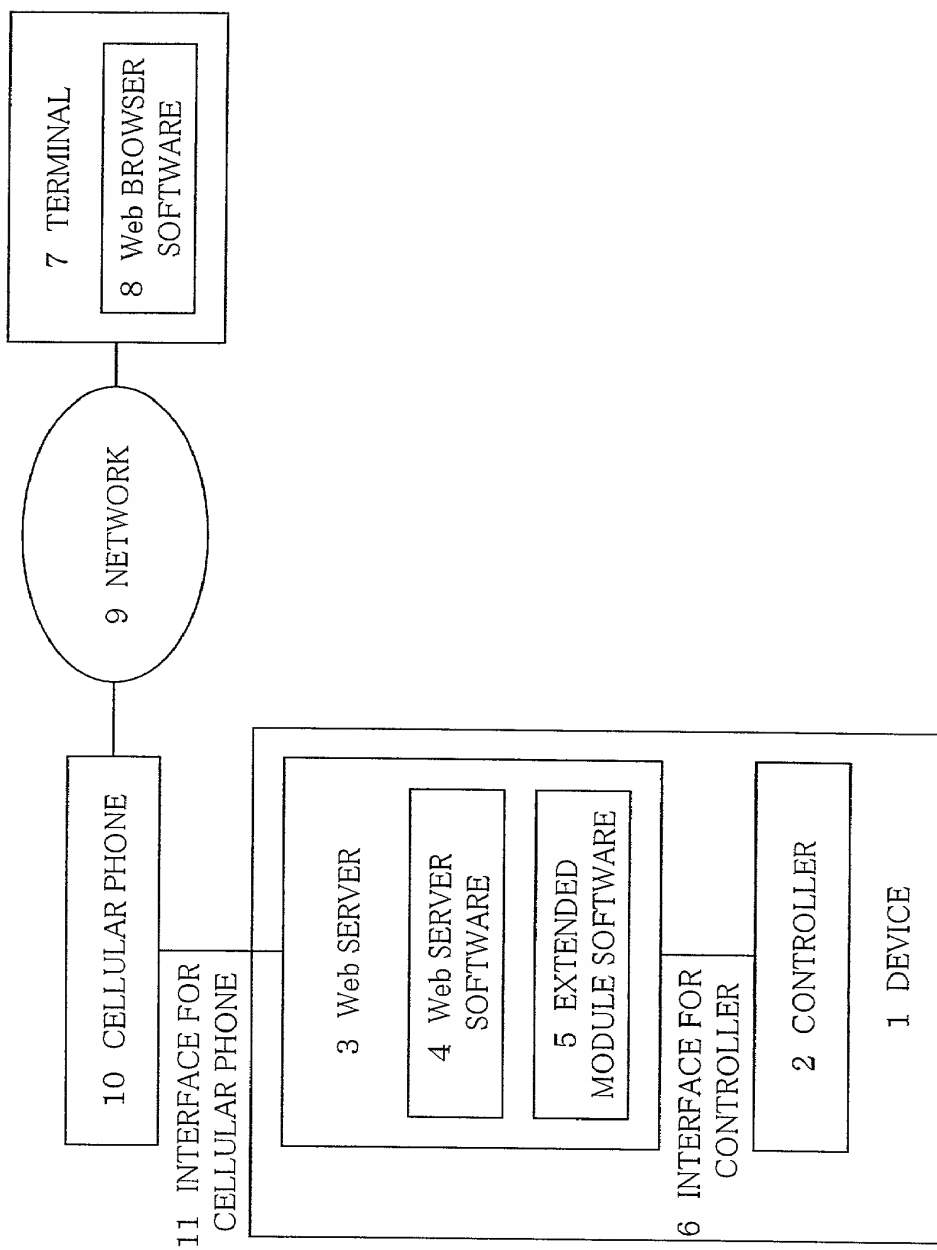 10 CELLULAR PHONE
9 NETWORK
7 TERMINAL
8 Web BROWSER
SOFTWARE
11 INTERFACE FOR
CELLULAR PHONE
3 Web SERVER
4 Web SERVER
SOFTWARE
5 EXTENDED
MODULE SOFTWARE
6 INTERFACE FOR
CONTROLLER
2 CONTROLLER
1 DEVICE